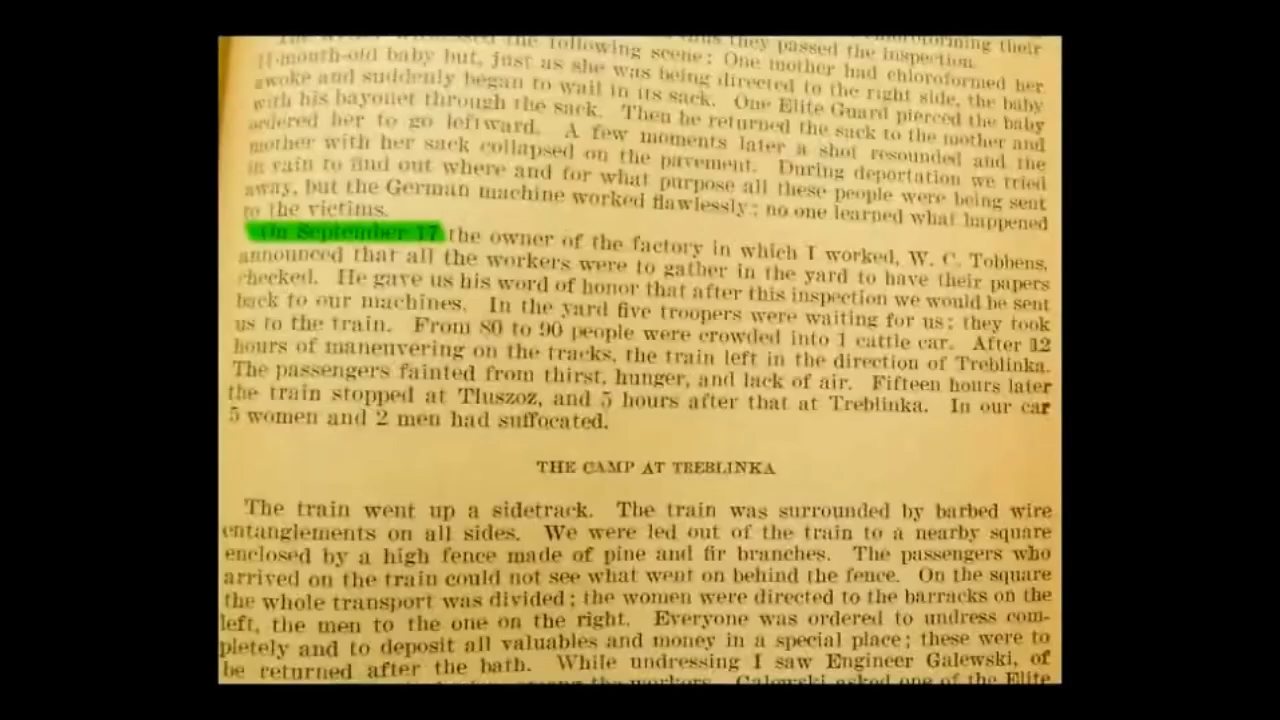 the following scene: One mother had chloroformed her
11-month-old baby but, just as she was being directed to the right side, the baby
awoke and suddenly began to wail in its sack. One Elite Guard pierced the baby
with his bayonet through the sack. Then he returned the sack to the mother and
ordered her to go leftward. A few moments later a shot resounded and the
mother with her sack collapsed on the pavement. During deportation we tried
in vain to find out where and for what purpose all these people were being sent
away, but the German machine worked flawlessly; no one learned what happened
to the victims.
On September 17 the owner of the factory in which I worked, W. C. Tobbens,
announced that all the workers were to gather in the yard to have their papers
checked. He gave us his word of honor that after this inspection we would be sent
back to our machines. In the yard five troopers were waiting for us; they took
us to the train. From 80 to 90 people were crowded into 1 cattle car. After 12
hours of maneuvering on the tracks, the train left in the direction of Treblinka.
The passengers fainted from thirst, hunger, and lack of air. Fifteen hours later
the train stopped at Tluszoz, and 5 hours after that at Treblinka. In our car
5 women and 2 men had suffocated.
THE CAMP AT TREBLINKA
The train went up a sidetrack. The train was surrounded by barbed wire
entanglements on all sides. We were led out of the train to a nearby square
enclosed by a high fence made of pine and fir branches. The passengers who
arrived on the train could not see what went on behind the fence. On the square
the whole transport was divided; the women were directed to the barracks on the
left, the men to the one on the right. Everyone was ordered to undress com-
pletely and to deposit all valuables and money in a special place; these were to
be returned after the bath. While undressing I saw Engineer Galewski, of
the workers. Galewski asked one of the Elite